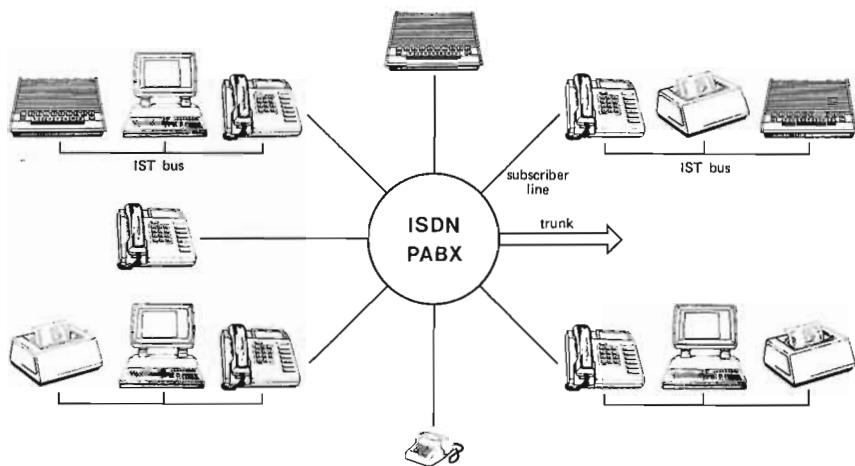 IST bus
IST bus
subscriber
line
ISDN
PABX
trunk